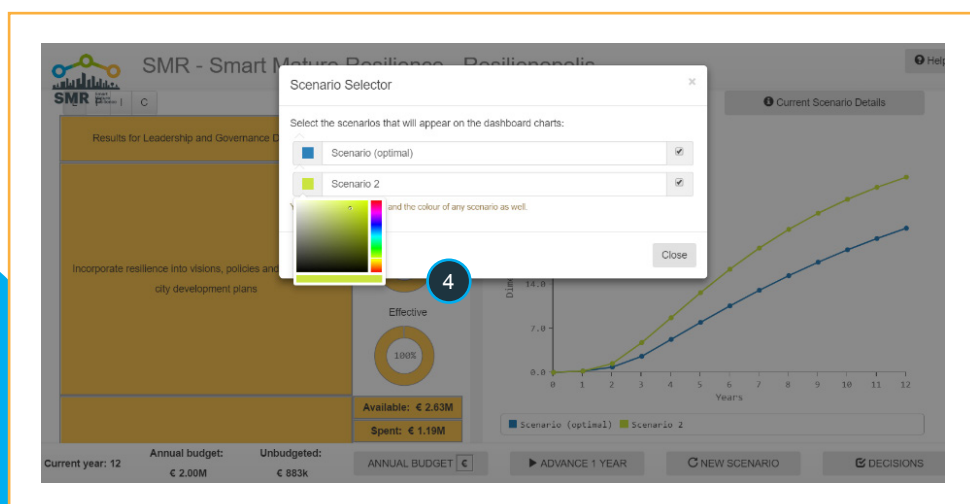 SMR - Smart Mature Resilience - Resilienopolis
Help
SMR
I C
Current Scenario Details
Scenario Selector ×
Select the scenarios that will appear on the dashboard charts:
Scenario (optimal)
Scenario 2
and the colour of any scenario as well.
Close
4
Results for Leadership and Governance D
Incorporate resilience into visions, policies and
city development plans
Effective
100%
Available: € 2.63M
Spent: € 1.19M
14.0
7.0
0.0
0 1 2 3 4 5 6 7 8 9 10 11 12
Years
Scenario (optimal) Scenario 2
Current year: 12
Annual budget:
€ 2.00M
Unbudgeted:
€ 883k
ANNUAL BUDGET €
ADVANCE 1 YEAR
NEW SCENARIO
DECISIONS